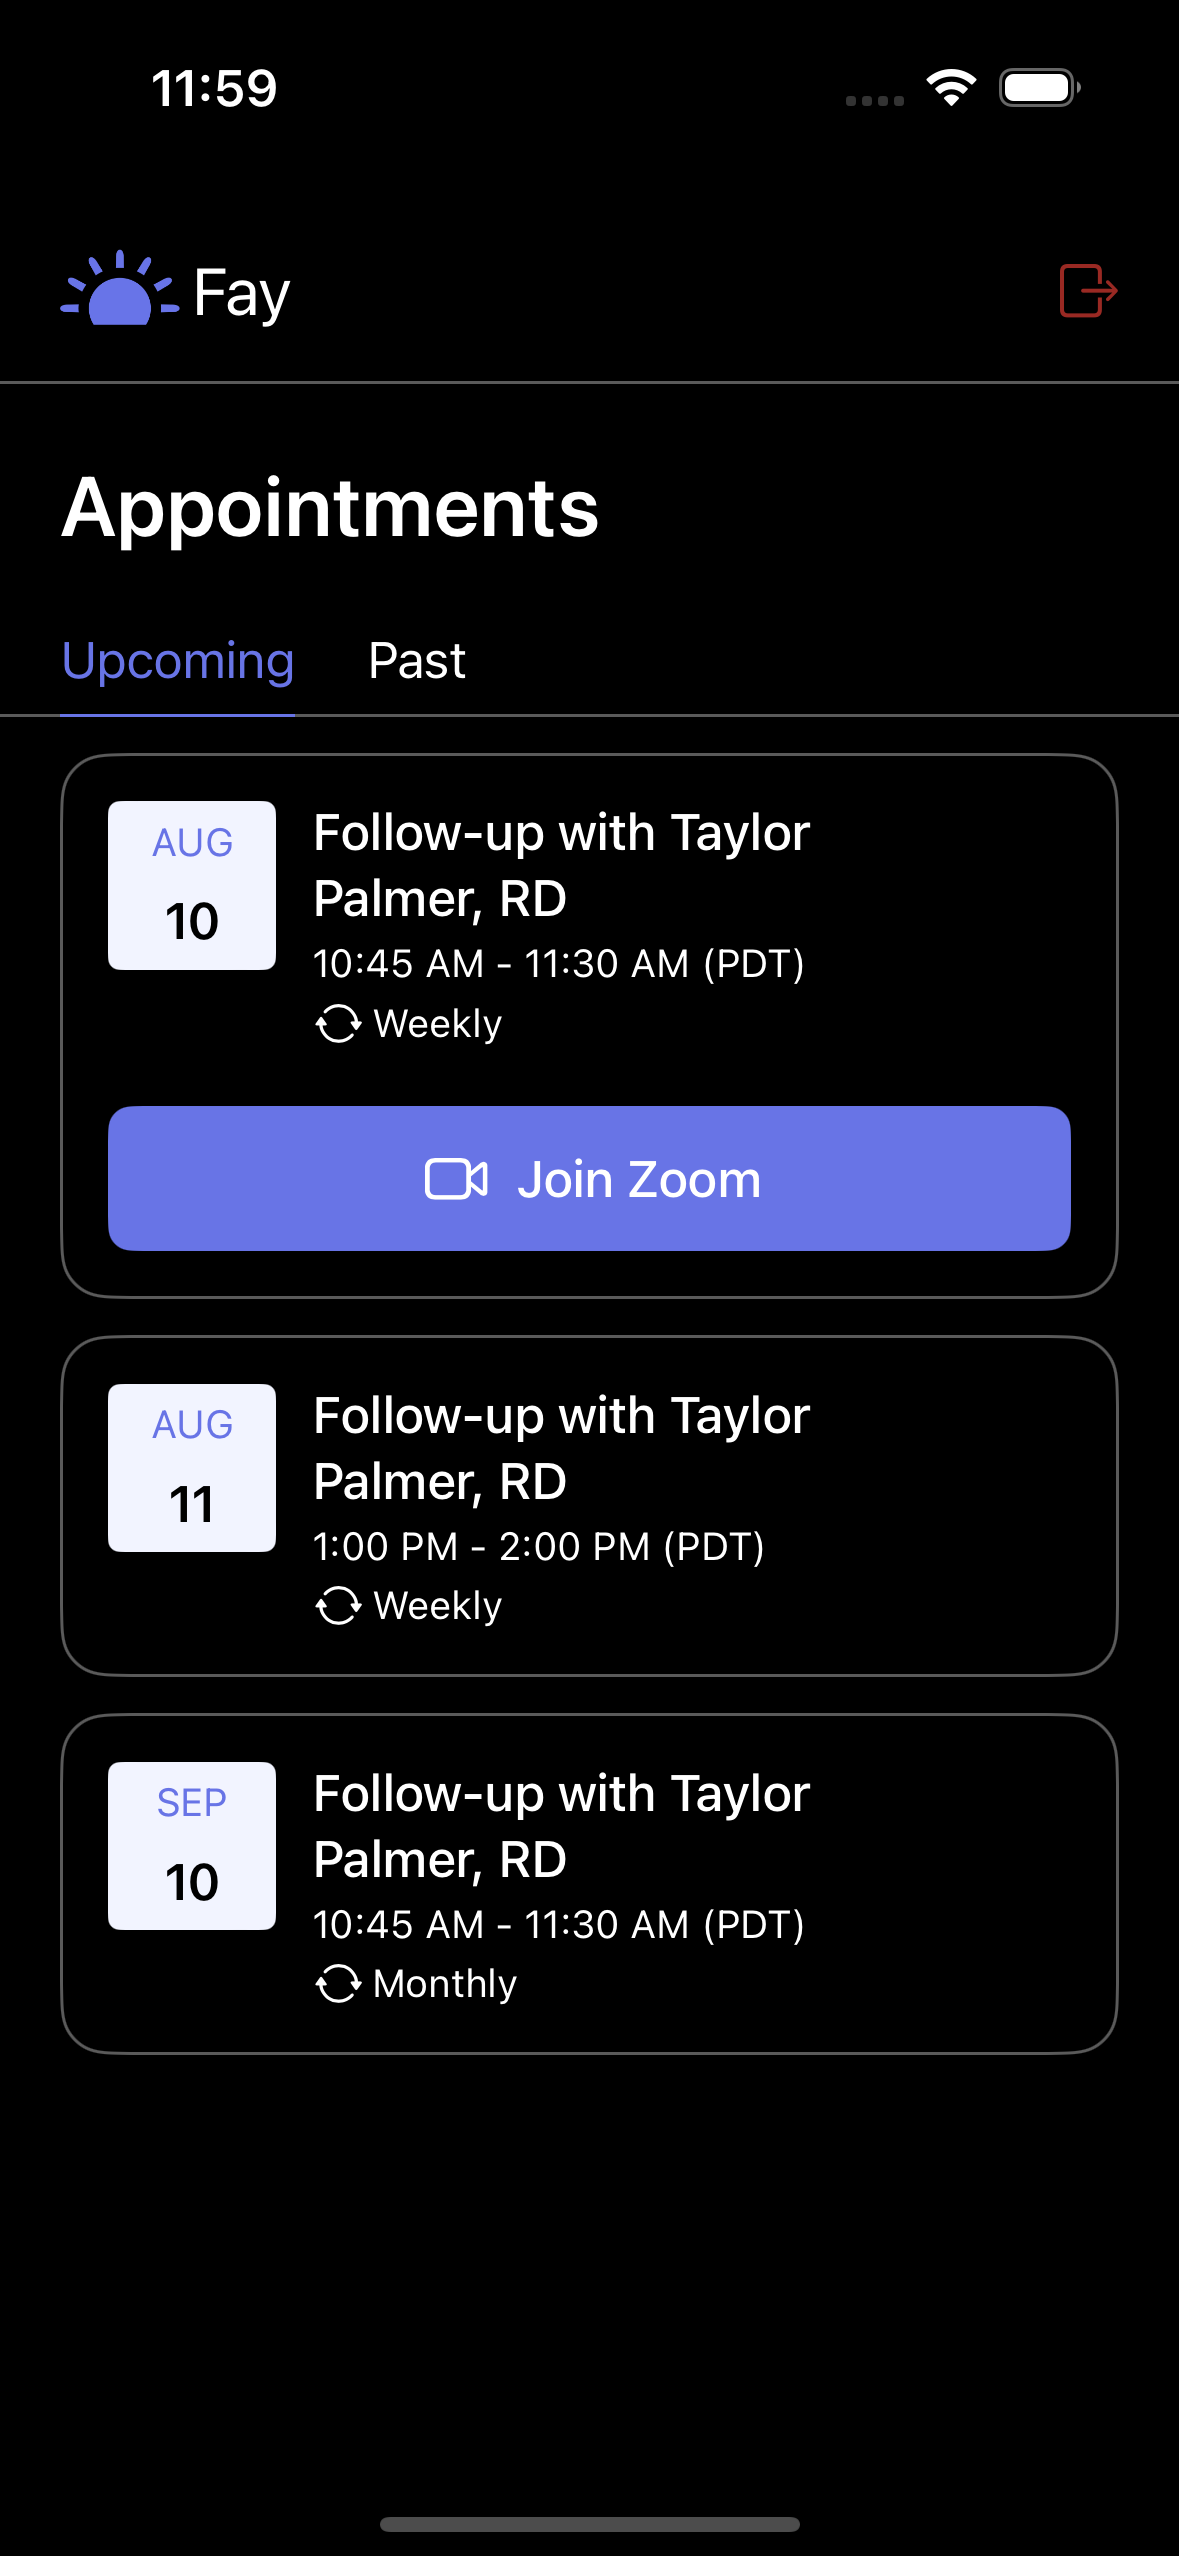 11:59
Fay
Appointments
Upcoming Past
AUG
10
Follow-up with Taylor
Palmer, RD
10:45 AM - 11:30 AM (PDT)
Weekly
Join Zoom
AUG
11
Follow-up with Taylor
Palmer, RD
1:00 PM - 2:00 PM (PDT)
Weekly
SEP
10
Follow-up with Taylor
Palmer, RD
10:45 AM - 11:30 AM (PDT)
Monthly